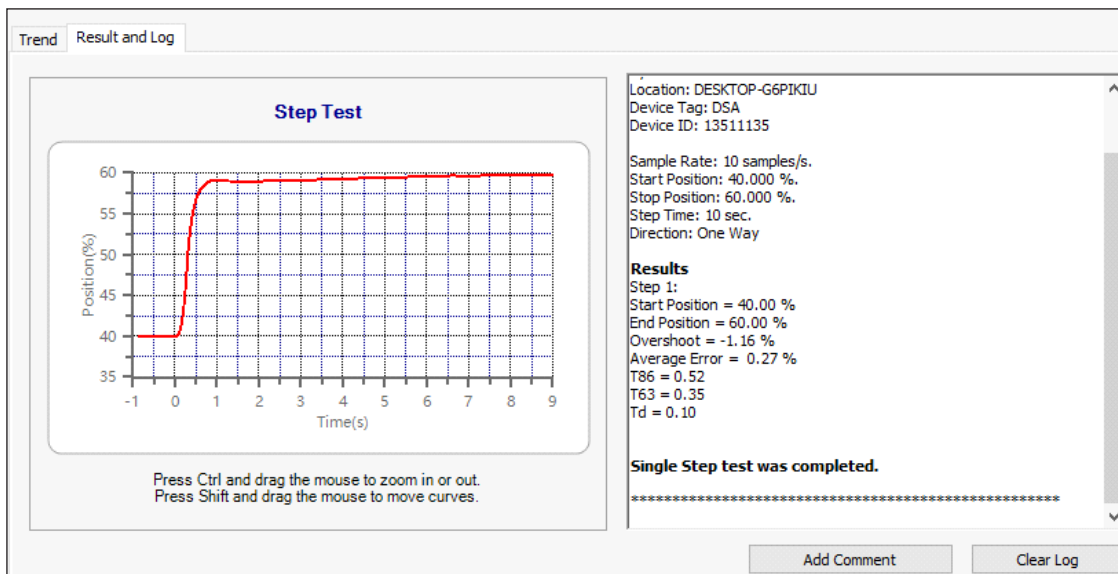 Trend
Result and Log
Step Test
Position(%)
60
55
50
45
40
35
-1 0 1 2 3 4 5 6 7 8 9
Time(s)
Press Ctrl and drag the mouse to zoom in or out.
Press Shift and drag the mouse to move curves.
Location: DESKTOP-G6PIKIU
Device Tag: DSA
Device ID: 13511135
Sample Rate: 10 samples/s.
Start Position: 40.000 %.
Stop Position: 60.000 %.
Step Time: 10 sec.
Direction: One Way
Results
Step 1:
Start Position = 40.00 %
End Position = 60.00 %
Overshoot = -1.16 %
Average Error =  0.27 %
T86 = 0.52
T63 = 0.35
Td = 0.10
Single Step test was completed.
****************************************************
Add Comment
Clear Log